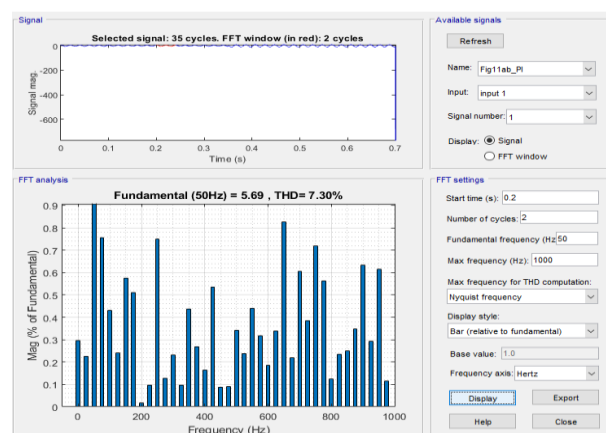 Signal
Selected signal: 35 cycles. FFT window (in red): 2 cycles
Signal mag.
0
-200
-400
-600
0 0.1 0.2 0.3 0.4 0.5 0.6 0.7
Time (s)
FFT analysis
Fundamental (50Hz) = 5.69 , THD= 7.30%
Mag (% of Fundamental)
0.9
0.8
0.7
0.6
0.5
0.4
0.3
0.2
0.1
0
0 200 400 600 800 1000
Frequency (Hz)
Available signals
Refresh
Name: Fig11ab_PI
Input: input 1
Signal number: 1
Display: Signal
FFT window
FFT settings
Start time (s): 0.2
Number of cycles: 2
Fundamental frequency (Hz 50
Max frequency (Hz): 1000
Max frequency for THD computation:
Nyquist frequency
Display style:
Bar (relative to fundamental)
Base value: 1.0
Frequency axis: Hertz
Display Export
Help Close